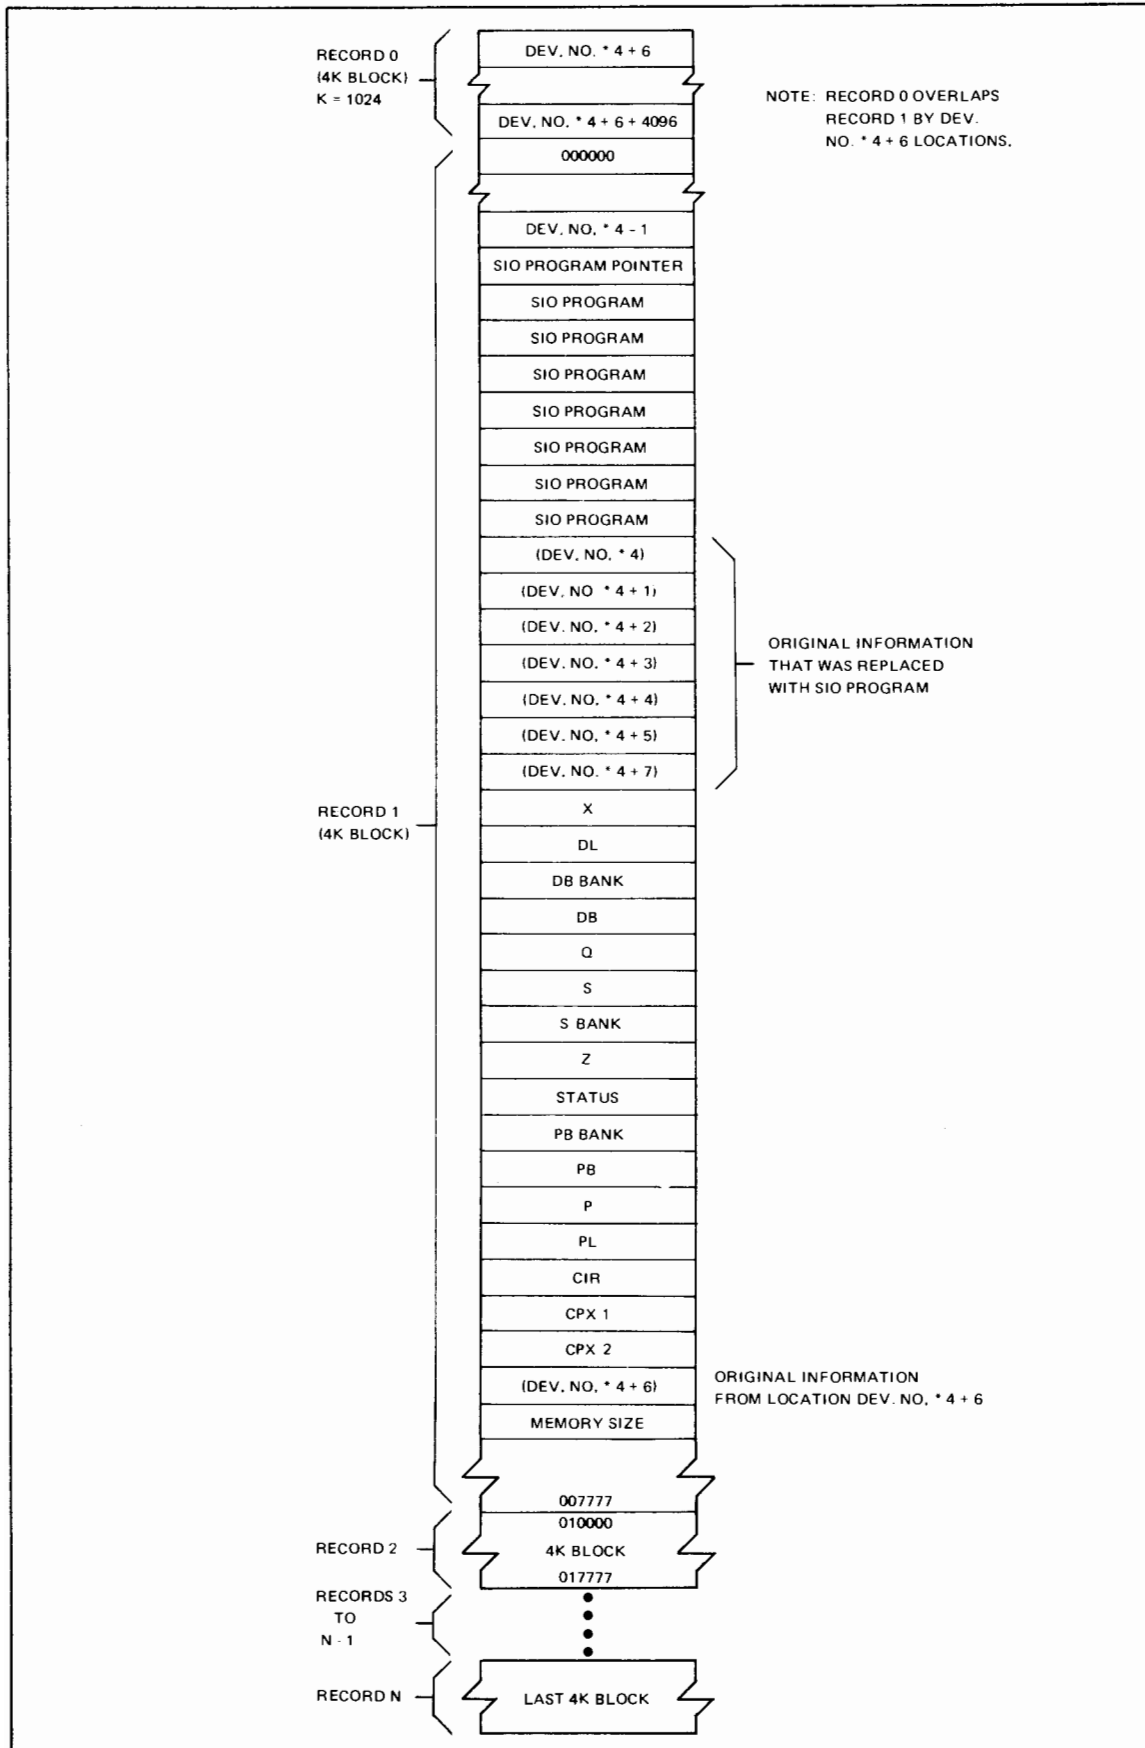 RECORD 0
(4K BLOCK)
K = 1024
DEV. NO. * 4 + 6
DEV. NO. * 4 + 6 + 4096
NOTE: RECORD 0 OVERLAPS
RECORD 1 BY DEV.
NO. * 4 + 6 LOCATIONS.
000000
DEV. NO. * 4 - 1
SIO PROGRAM POINTER
SIO PROGRAM
SIO PROGRAM
SIO PROGRAM
SIO PROGRAM
SIO PROGRAM
SIO PROGRAM
SIO PROGRAM
(DEV. NO. * 4)
(DEV. NO * 4 + 1)
(DEV. NO. * 4 + 2)
(DEV. NO. * 4 + 3)
(DEV. NO. * 4 + 4)
(DEV. NO. * 4 + 5)
(DEV. NO. * 4 + 7)
ORIGINAL INFORMATION
THAT WAS REPLACED
WITH SIO PROGRAM
RECORD 1
(4K BLOCK)
X
DL
DB BANK
DB
Q
S
S BANK
Z
STATUS
PB BANK
PB
P
PL
CIR
CPX 1
CPX 2
(DEV. NO. * 4 + 6)
ORIGINAL INFORMATION
FROM LOCATION DEV. NO. * 4 + 6
MEMORY SIZE
007777
RECORD 2
010000
4K BLOCK
017777
RECORDS 3
TO
N - 1
RECORD N
LAST 4K BLOCK